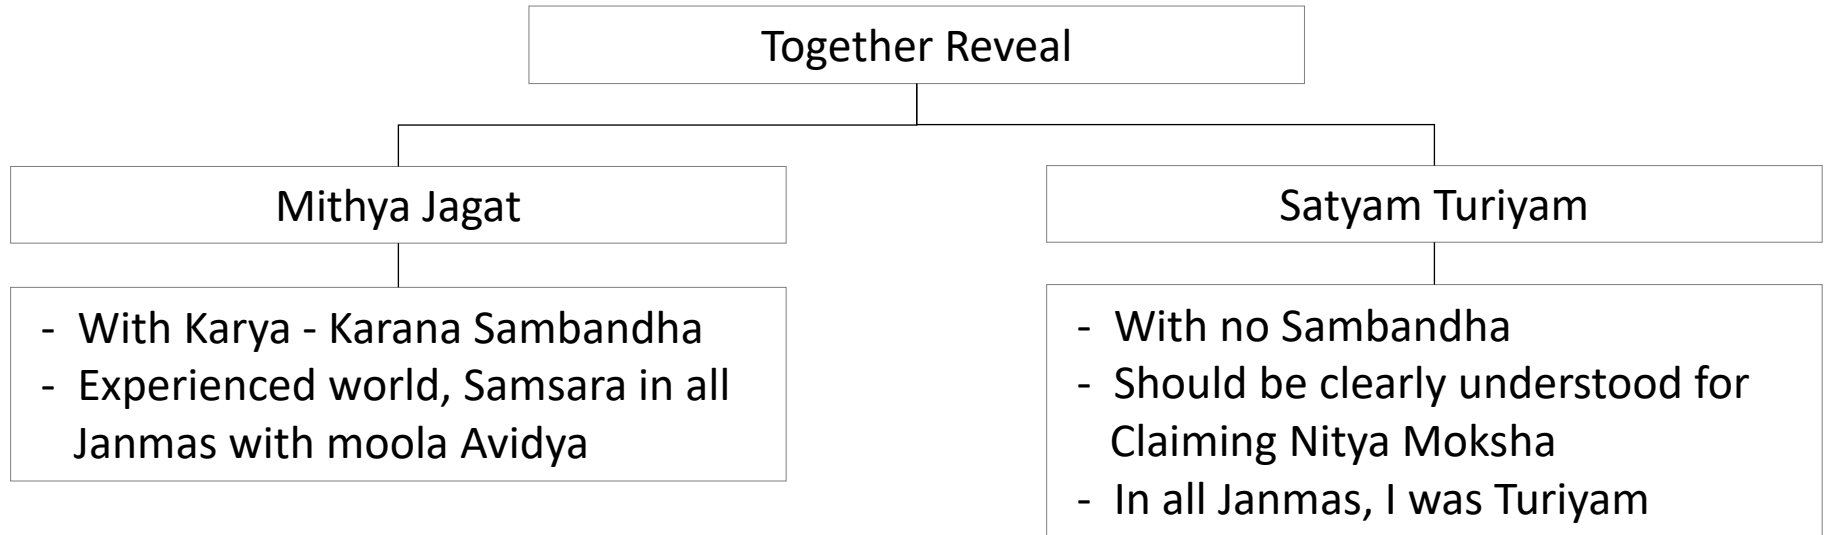 Together Reveal
Mithya Jagat
- With Karya - Karana Sambandha
- Experienced world, Samsara in all
Janmas with moola Avidya
Satyam Turiyam
- With no Sambandha
- Should be clearly understood for
Claiming Nitya Moksha
- In all Janmas, I was Turiyam